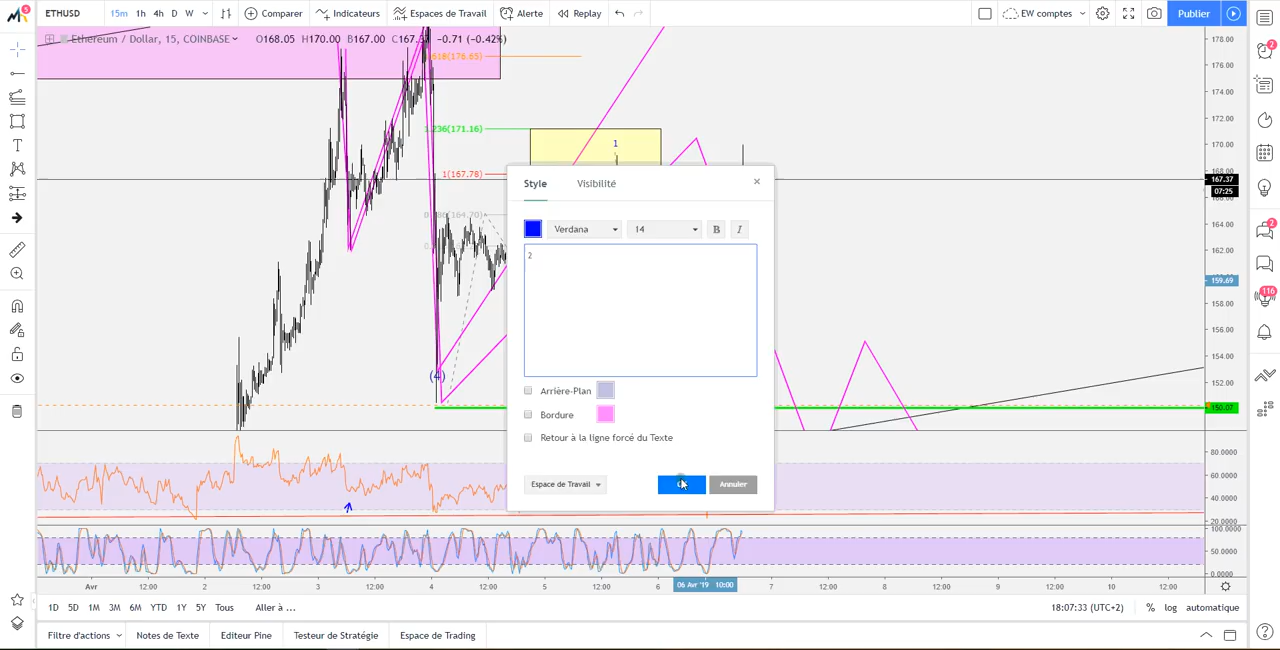 5 ETHUSD 15m 1h 4h D W Comparer Indicateurs Espaces de Travail Alerte Replay EW comptes Publier
Ethereum / Dollar, 15, COINBASE O168.05 H170.00 B167.00 −0.71 (−0.42%)
178.00
176.00
174.00
172.00
170.00
167.37
07:25
164.00
162.00
159.69
158.00
156.00
154.00
152.00
150.07
80.0000
60.0000
40.0000
20.0000
100.0000
50.0000
0.0000
618(176.65)
236(171.16)
1(167.78)
(164.70)
1
(4)
Style Visibilité ×
Verdana 14 B I
2
Arrière-Plan
Bordure
Retour à la ligne forcé du Texte
Espace de Travail Annuler
2
2
116
Avr 12:00 2 12:00 3 12:00 4 12:00 5 12:00 6 06 Avr '19 10:00 7 12:00 8 12:00 9 12:00 10 12:00
1D 5D 1M 3M 6M YTD 1Y 5Y Tous Aller à ... 18:07:33 (UTC+2) % log automatique
Filtre d'actions Notes de Texte Editeur Pine Testeur de Stratégie Espace de Trading